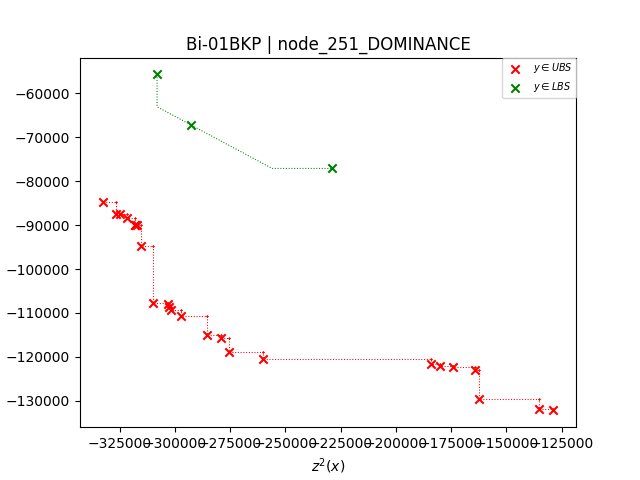 Bi-01BKP | node_251_DOMINANCE
y ∈ UBS
y ∈ LBS
−60000
−70000
−80000
−90000
−100000
−110000
−120000
−130000
−325000 −300000 −275000 −250000 −225000 −200000 −175000 −150000 −125000
z²(x)